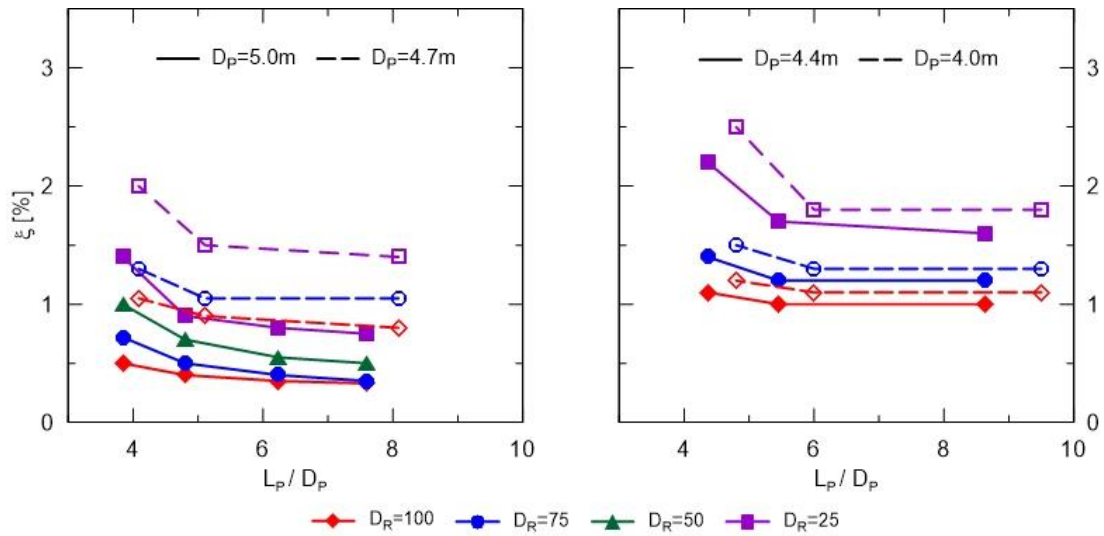 D_P=5.0m D_P=4.7m
D_P=4.4m D_P=4.0m
3
2
1
0
ξ [%]
4 6 8 10
L_P / D_P
3
2
1
0
4 6 8 10
L_P / D_P
D_R=100 D_R=75 D_R=50 D_R=25